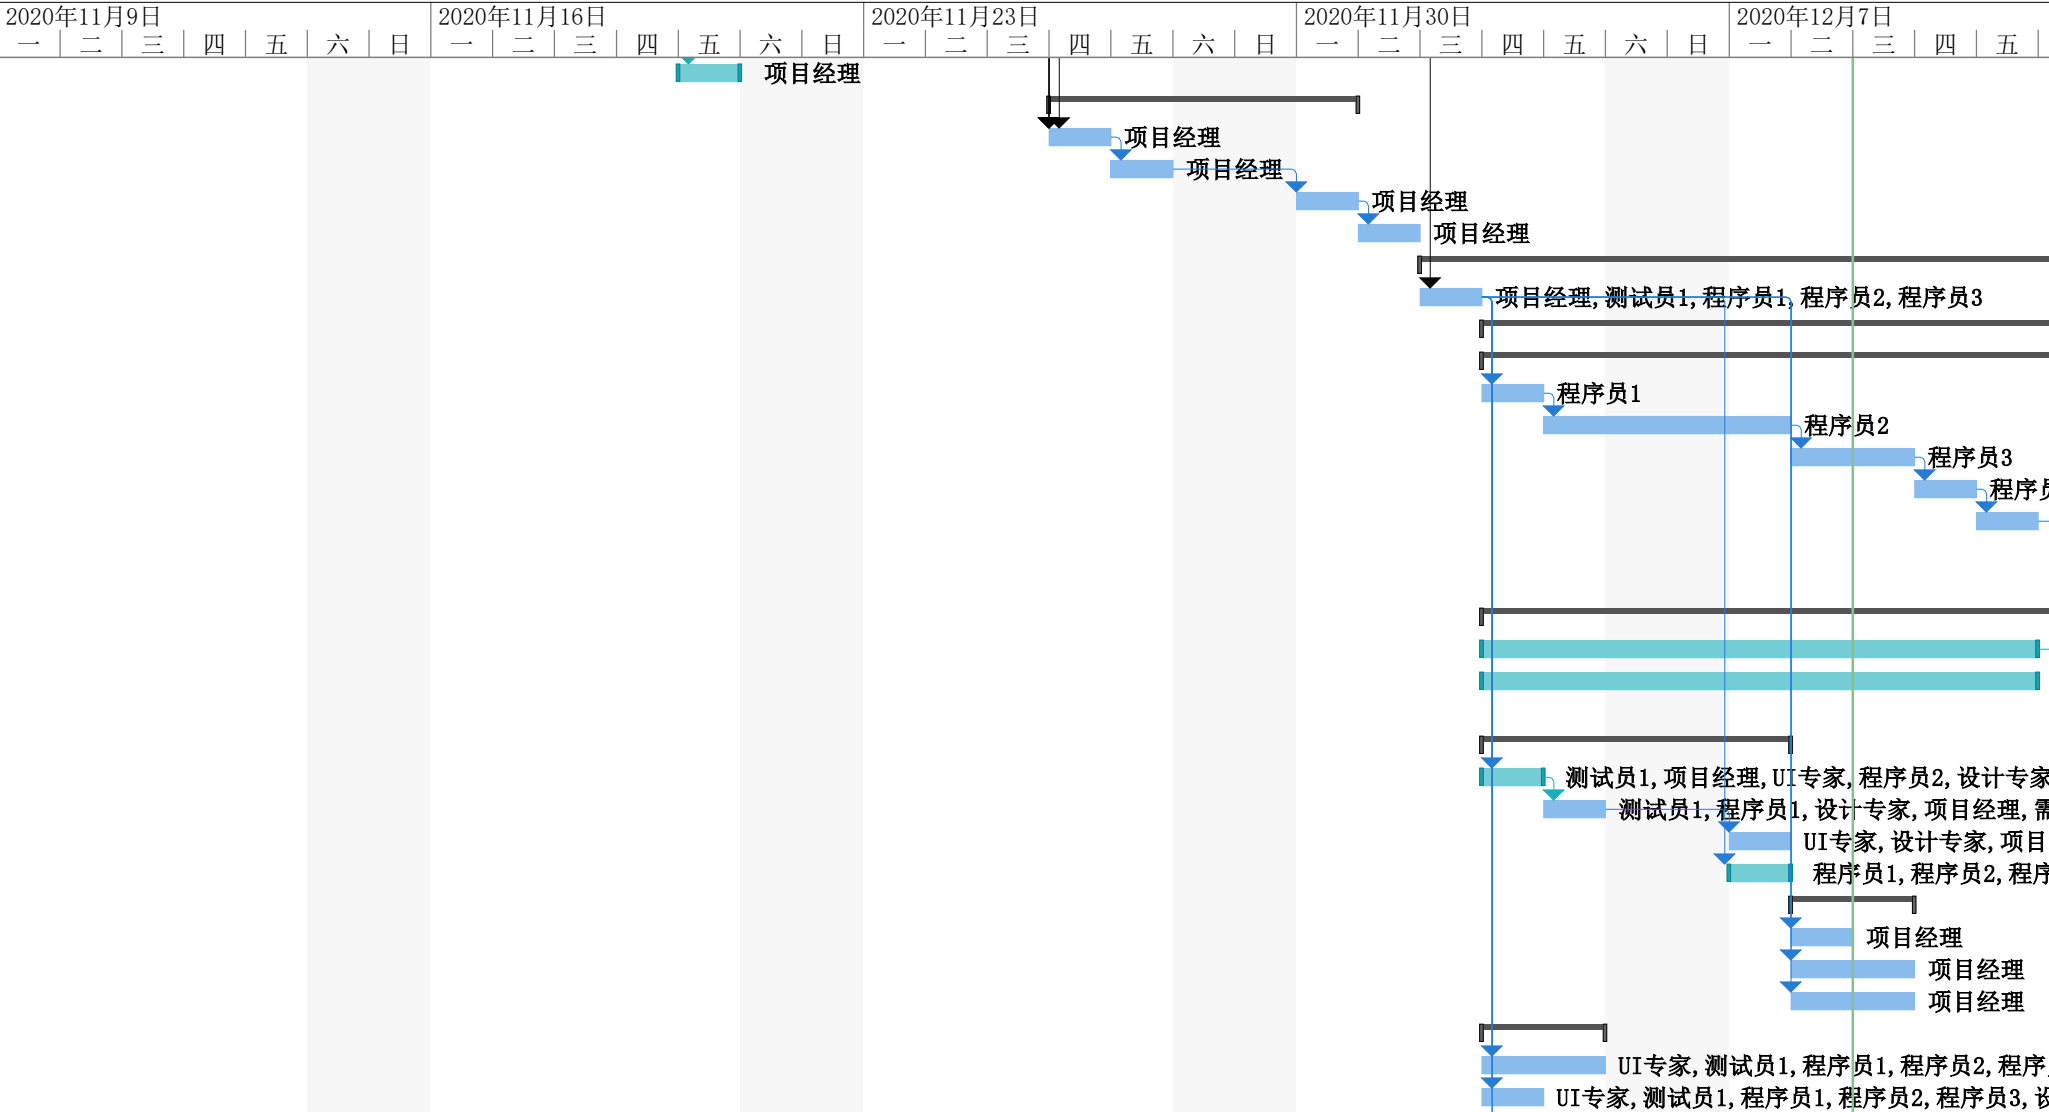 2020年11月9日 2020年11月16日 2020年11月23日 2020年11月30日 2020年12月7日
一 二 三 四 五 六 日 一 二 三 四 五 六 日 一 二 三 四 五 六 日 一 二 三 四 五 六 日 一 二 三 四 五
项目经理
项目经理
项目经理
项目经理
项目经理
项目经理,测试员1,程序员1,程序员2,程序员3
程序员1
程序员2
程序员3
程序员
测试员1,项目经理,UI专家,程序员2,设计专家
测试员1,程序员1,设计专家,项目经理,需
UI专家,设计专家,项目
程序员1,程序员2,程序
项目经理
项目经理
项目经理
UI专家,测试员1,程序员1,程序员2,程序
UI专家,测试员1,程序员1,程序员2,程序员3,设